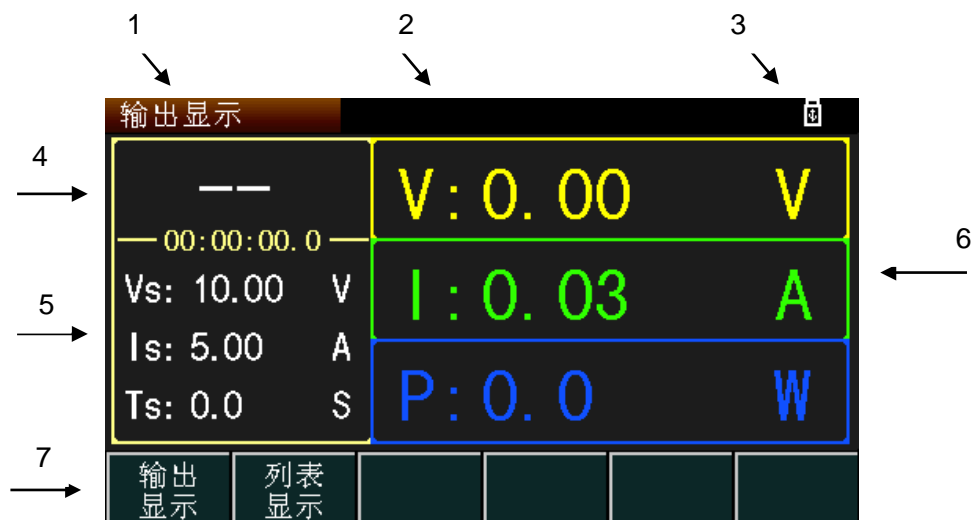 1 2 3
输出显示
4
—— V:0.00 V
00:00:00.0
6
Vs: 10.00 V
I:0.03 A
5
Is: 5.00 A
Ts: 0.0 S
P:0.0 W
7
输出 列表
显示 显示